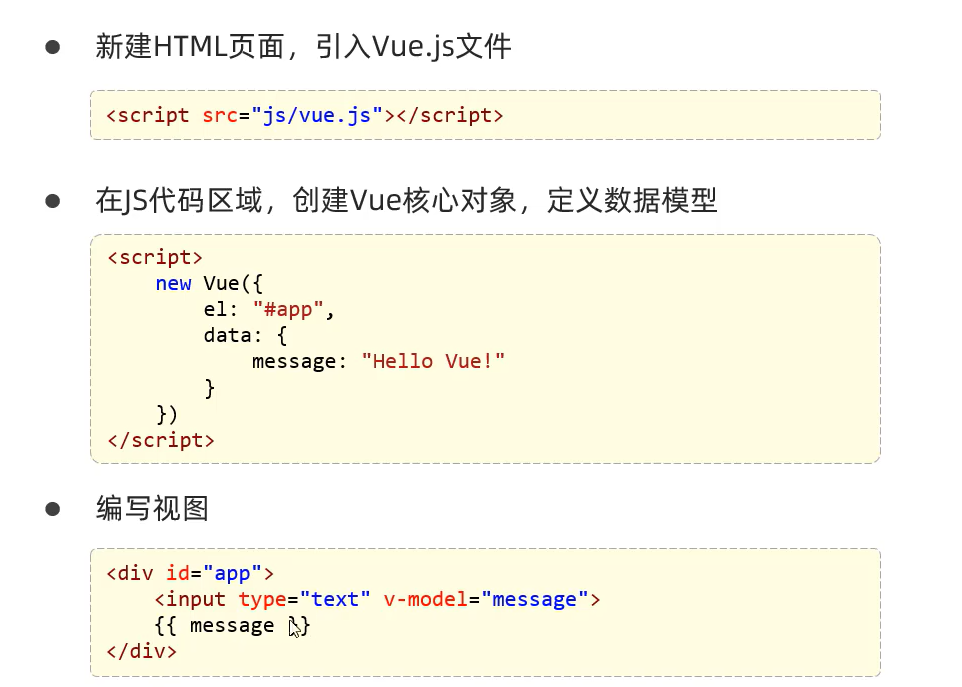 新建HTML页面，引入Vue.js文件
<script src="js/vue.js"></script>
在JS代码区域，创建Vue核心对象，定义数据模型
<script>
    new Vue({
        el: "#app",
        data: {
            message: "Hello Vue!"
        }
    })
</script>
编写视图
<div id="app">
    <input type="text" v-model="message">
    {{ message }}
</div>